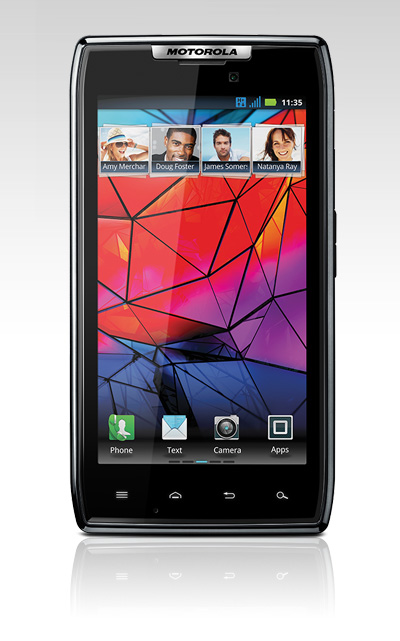 MOTOROLA
11:35
Amy Merchar
Doug Foster
James Somer
Natanya Ray
Phone
Text
Camera
Apps